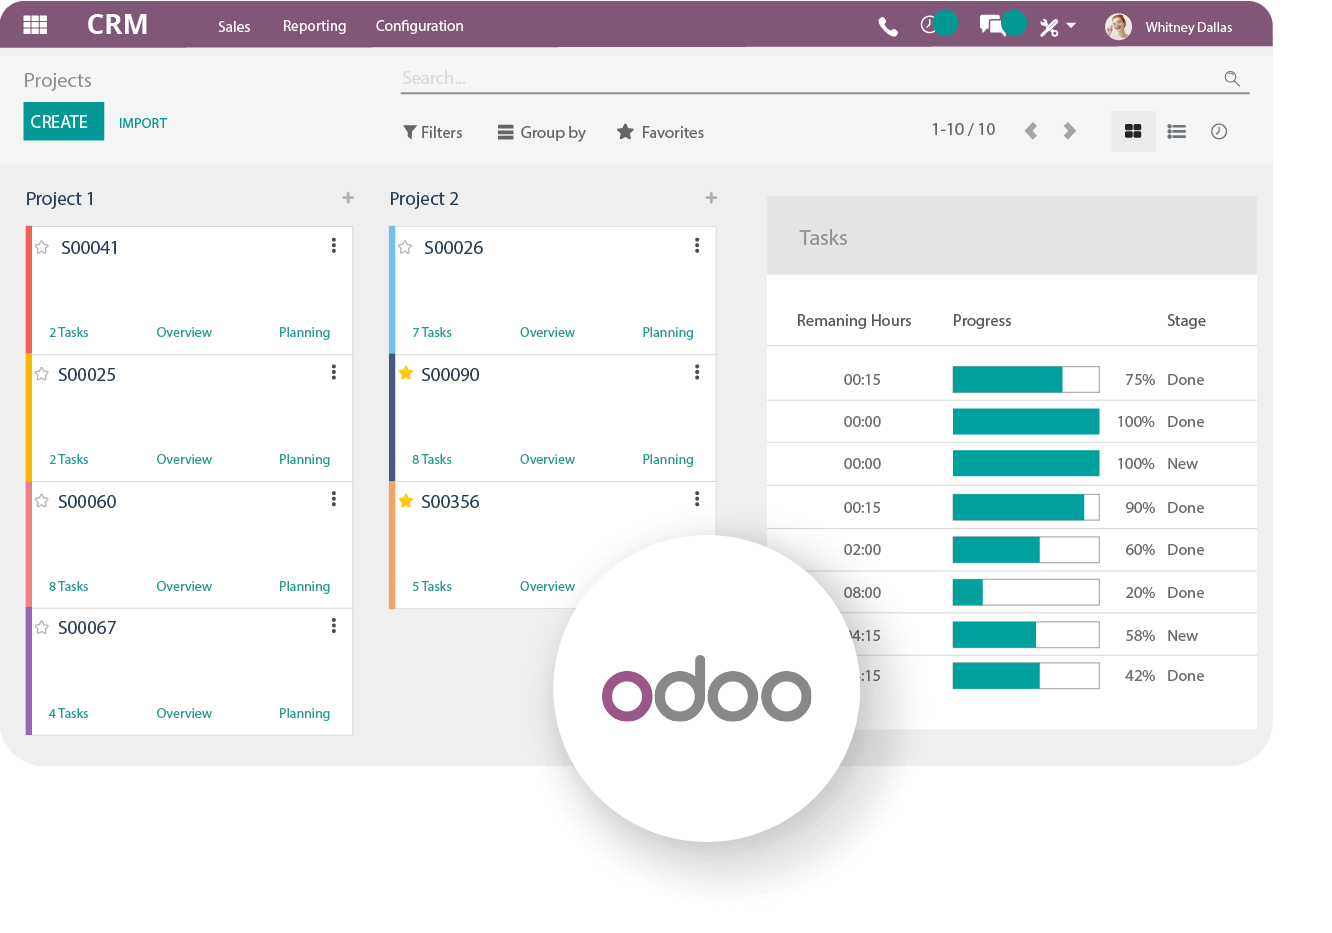 CRM Sales Reporting Configuration Whitney Dallas
Projects
Search...
CREATE IMPORT
Filters Group by Favorites 1-10 / 10
Project 1 +
S00041
2 Tasks Overview Planning
S00025
2 Tasks Overview Planning
S00060
8 Tasks Overview Planning
S00067
4 Tasks Overview Planning
Project 2 +
S00026
7 Tasks Overview Planning
S00090
8 Tasks Overview Planning
S00356
5 Tasks Overview
Tasks
Remaning Hours Progress Stage
00:15 75% Done
00:00 100% Done
00:00 100% New
00:15 90% Done
02:00 60% Done
08:00 20% Done
4:15 58% New
:15 42% Done
odoo